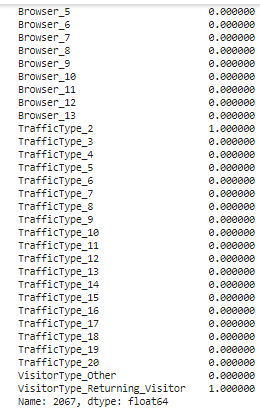 Browser_5 0.000000
Browser_6 0.000000
Browser_7 0.000000
Browser_8 0.000000
Browser_9 0.000000
Browser_10 0.000000
Browser_11 0.000000
Browser_12 0.000000
Browser_13 0.000000
TrafficType_2 1.000000
TrafficType_3 0.000000
TrafficType_4 0.000000
TrafficType_5 0.000000
TrafficType_6 0.000000
TrafficType_7 0.000000
TrafficType_8 0.000000
TrafficType_9 0.000000
TrafficType_10 0.000000
TrafficType_11 0.000000
TrafficType_12 0.000000
TrafficType_13 0.000000
TrafficType_14 0.000000
TrafficType_15 0.000000
TrafficType_16 0.000000
TrafficType_17 0.000000
TrafficType_18 0.000000
TrafficType_19 0.000000
TrafficType_20 0.000000
VisitorType_Other 0.000000
VisitorType_Returning_Visitor 1.000000
Name: 2067, dtype: float64